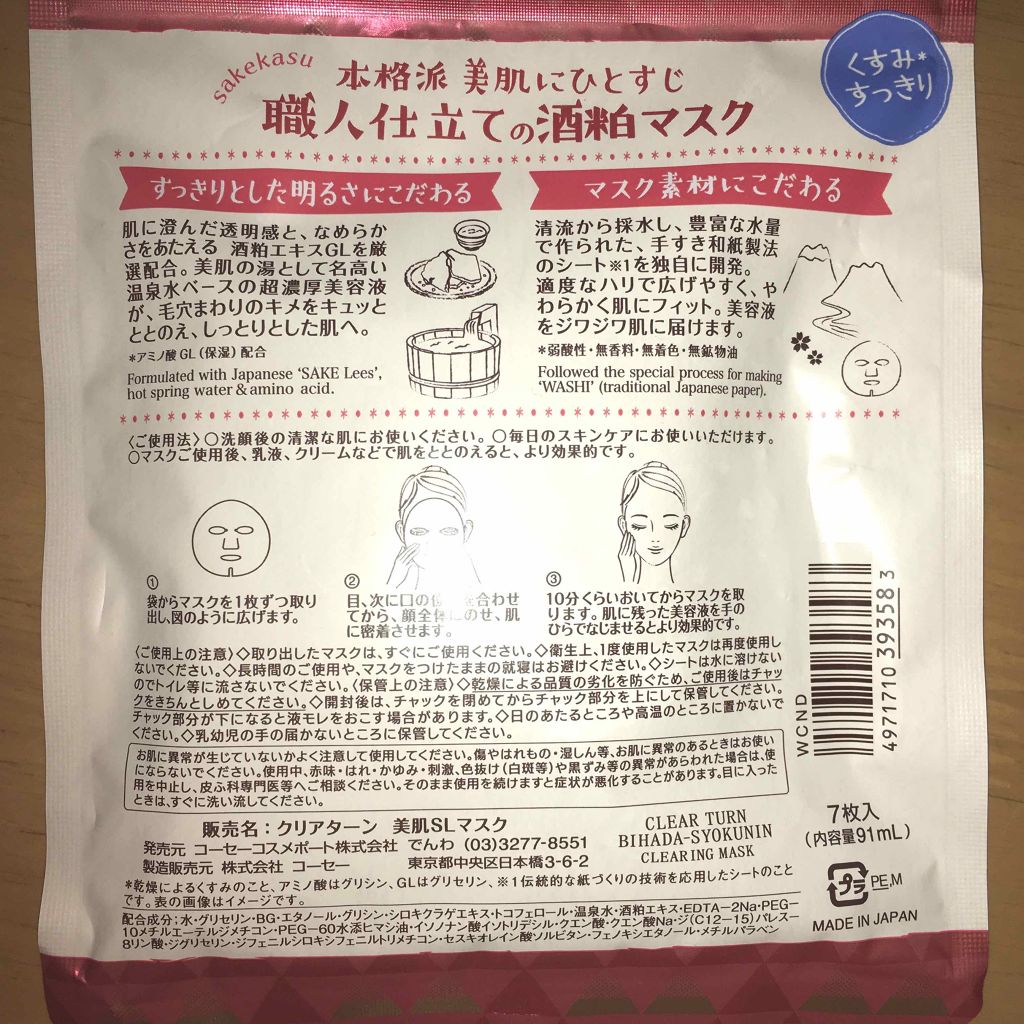 sakekasu
本格派 美肌にひとすじ
職人仕立ての酒粕マスク
くすみ*
すっきり
すっきりとした明るさにこだわる
肌に澄んだ透明感と、なめらか
さをあたえる 酒粕エキスGLを厳
選配合。美肌の湯として名高い
温泉水ベースの超濃厚美容液
が、毛穴まわりのキメをキュッと
ととのえ、しっとりとした肌へ。
*アミノ酸GL(保湿)配合
Formulated with Japanese ‘SAKE Lees’,
hot spring water & amino acid.
マスク素材にこだわる
清流から採水し、豊富な水量
で作られた、手すき和紙製法
のシート※1を独自に開発。
適度なハリで広げやすく、や
わらかく肌にフィット。美容液
をジワジワ肌に届けます。
*弱酸性・無香料・無着色・無鉱物油
Followed the special process for making
‘WASHI’ (traditional Japanese paper).
〈ご使用法〉○洗顔後の清潔な肌にお使いください。○毎日のスキンケアにお使いいただけます。
○マスクご使用後、乳液、クリームなどで肌をととのえると、より効果的です。
①
袋からマスクを1枚ずつ取り
出し、図のように広げます。
②
目、次に口の位 を合わせ
てから、顔全体にのせ、肌
に密着させます。
③
10分くらいおいてからマスクを取
ります。肌に残った美容液を手の
ひらでなじませるとより効果的です。
〈ご使用上の注意〉◇取り出したマスクは、すぐにご使用ください。◇衛生上、1度使用したマスクは再度使用し
ないでください。◇長時間のご使用や、マスクをつけたままの就寝はお避けください。◇シートは水に溶けない
のでトイレ等に流さないでください。〈保管上の注意〉◇乾燥による品質の劣化を防ぐため、ご使用後はチャッ
クをきちんとしめてください。◇開封後は、チャックを閉めてからチャック部分を上にして保管してください。
チャック部分が下になると液モレをおこす場合があります。◇日のあたるところや高温のところに置かないで
ください。◇乳幼児の手の届かないところに保管してください。
お肌に異常が生じていないかよく注意して使用してください。傷やはれもの・湿しん等、お肌に異常のあるときはお使い
にならないでください。使用中、赤味・はれ・かゆみ・刺激、色抜け(白斑等)や黒ずみ等の異常があらわれた場合は、使
用を中止し、皮ふ科専門医等へご相談ください。そのまま使用を続けますと症状が悪化することがあります。目に入った
ときは、すぐに洗い流してください。
WCND
4971710 393583
販売名:クリアターン 美肌SLマスク
発売元 コーセーコスメポート株式会社 でんわ (03)3277-8551
製造販売元 株式会社 コーセー 東京都中央区日本橋3-6-2
CLEAR TURN
BIHADA-SYOKUNIN
CLEARING MASK
7枚入
(内容量91mL)
*乾燥によるくすみのこと、アミノ酸はグリシン、GLはグリセリン、※1伝統的な紙づくりの技術を応用したシートのこと
です。表の画像はイメージです。
プラ PE,M
配合成分:水・グリセリン・BG・エタノール・グリシン・シロキクラゲエキス・トコフェロール・温泉水・酒粕エキス・EDTA-2Na・PEG-
10メチルエーテルジメチコン・PEG-60水添ヒマシ油・イソノナン酸イソトリデシル・クエン酸・クエン酸Na・ジ(C12-15)パレス-
8リン酸・ジグリセリン・ジフェニルシロキシフェニルトリメチコン・セスキオレイン酸ソルビタン・フェノキシエタノール・メチルパラベン
MADE IN JAPAN